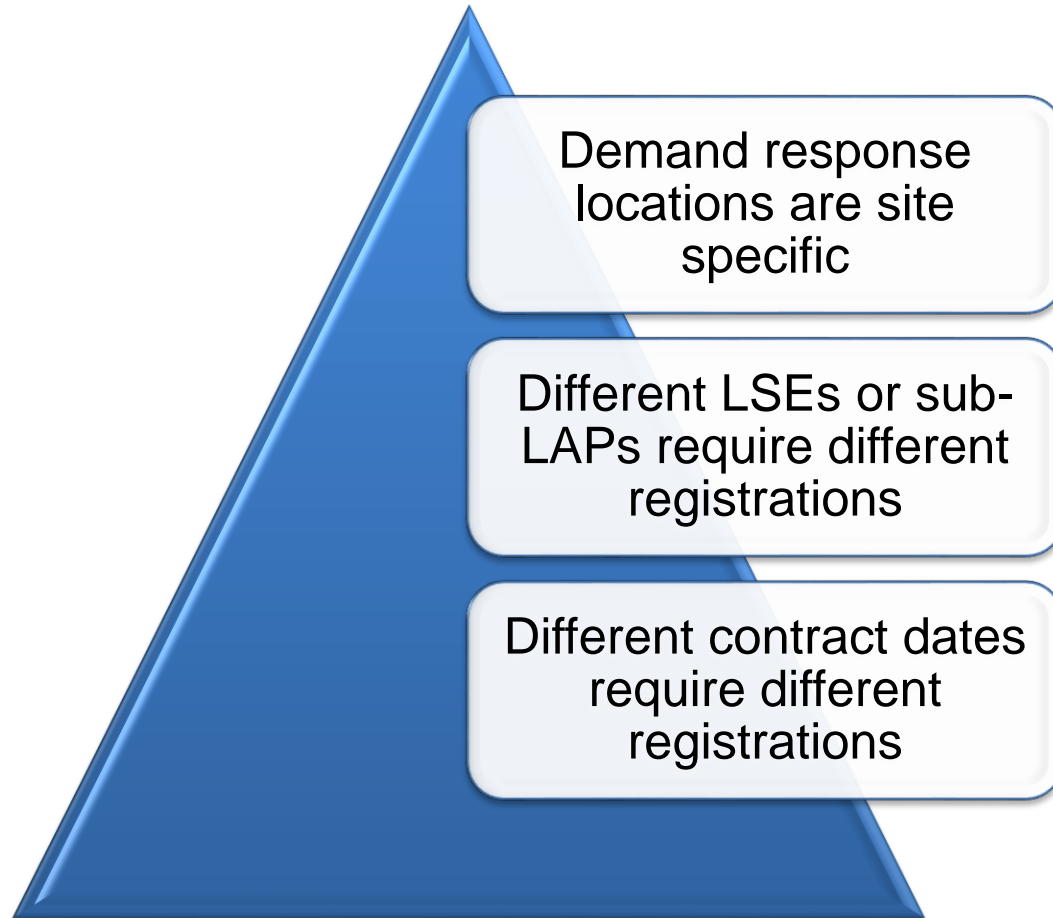 Demand response
locations are site
specific
Different LSEs or sub-
LAPs require different
registrations
Different contract dates
require different
registrations